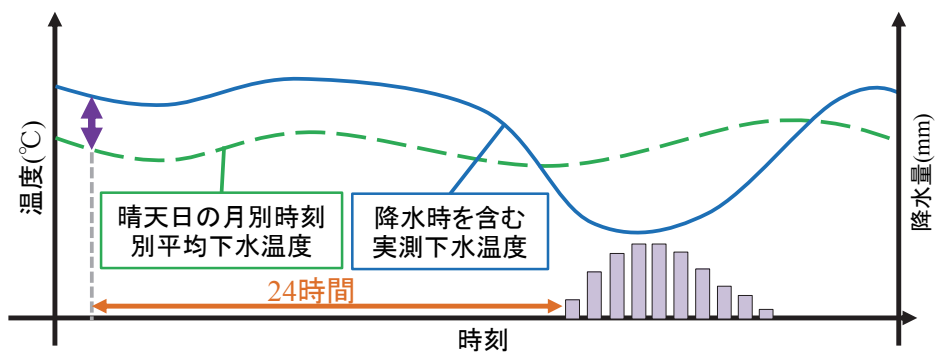 温度(℃)
降水量(mm)
晴天日の月別時刻
別平均下水温度
降水時を含む
実測下水温度
24時間
時刻